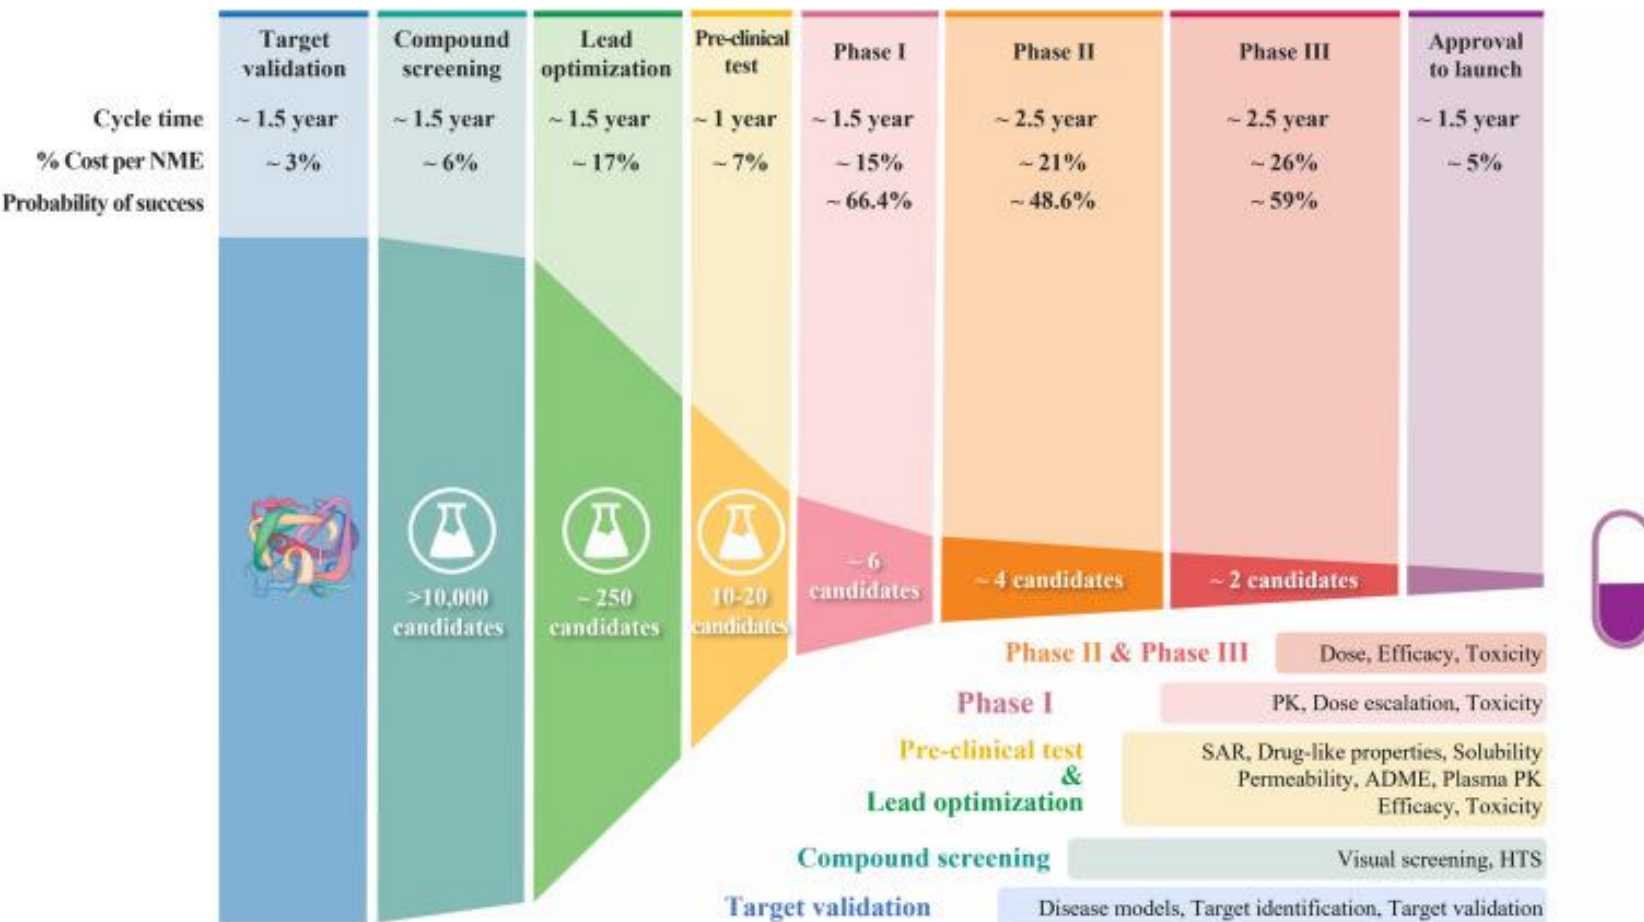 Target
validation
Compound
screening
Lead
optimization
Pre-clinical
test
Phase I
Phase II
Phase III
Approval
to launch
Cycle time ~ 1.5 year ~ 1.5 year ~ 1.5 year ~ 1 year ~ 1.5 year ~ 2.5 year ~ 2.5 year ~ 1.5 year
% Cost per NME ~ 3% ~ 6% ~ 17% ~ 7% ~ 15% ~ 21% ~ 26% ~ 5%
Probability of success ~ 66.4% ~ 48.6% ~ 59%
>10,000
candidates
~ 250
candidates
10-20
candidates
~ 6
candidates
~ 4 candidates
~ 2 candidates
Phase II & Phase III
Dose, Efficacy, Toxicity
Phase I
PK, Dose escalation, Toxicity
Pre-clinical test
&
Lead optimization
SAR, Drug-like properties, Solubility
Permeability, ADME, Plasma PK
Efficacy, Toxicity
Compound screening
Visual screening, HTS
Target validation
Disease models, Target identification, Target validation